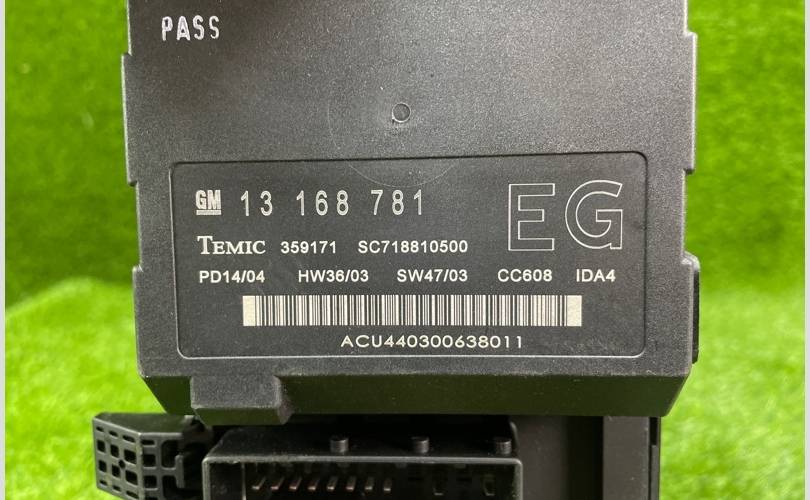 PASS
GM 13 168 781 EG
TEMIC 359171 SC718810500
PD14/04 HW36/03 SW47/03 CC608 IDA4
ACU440300638011